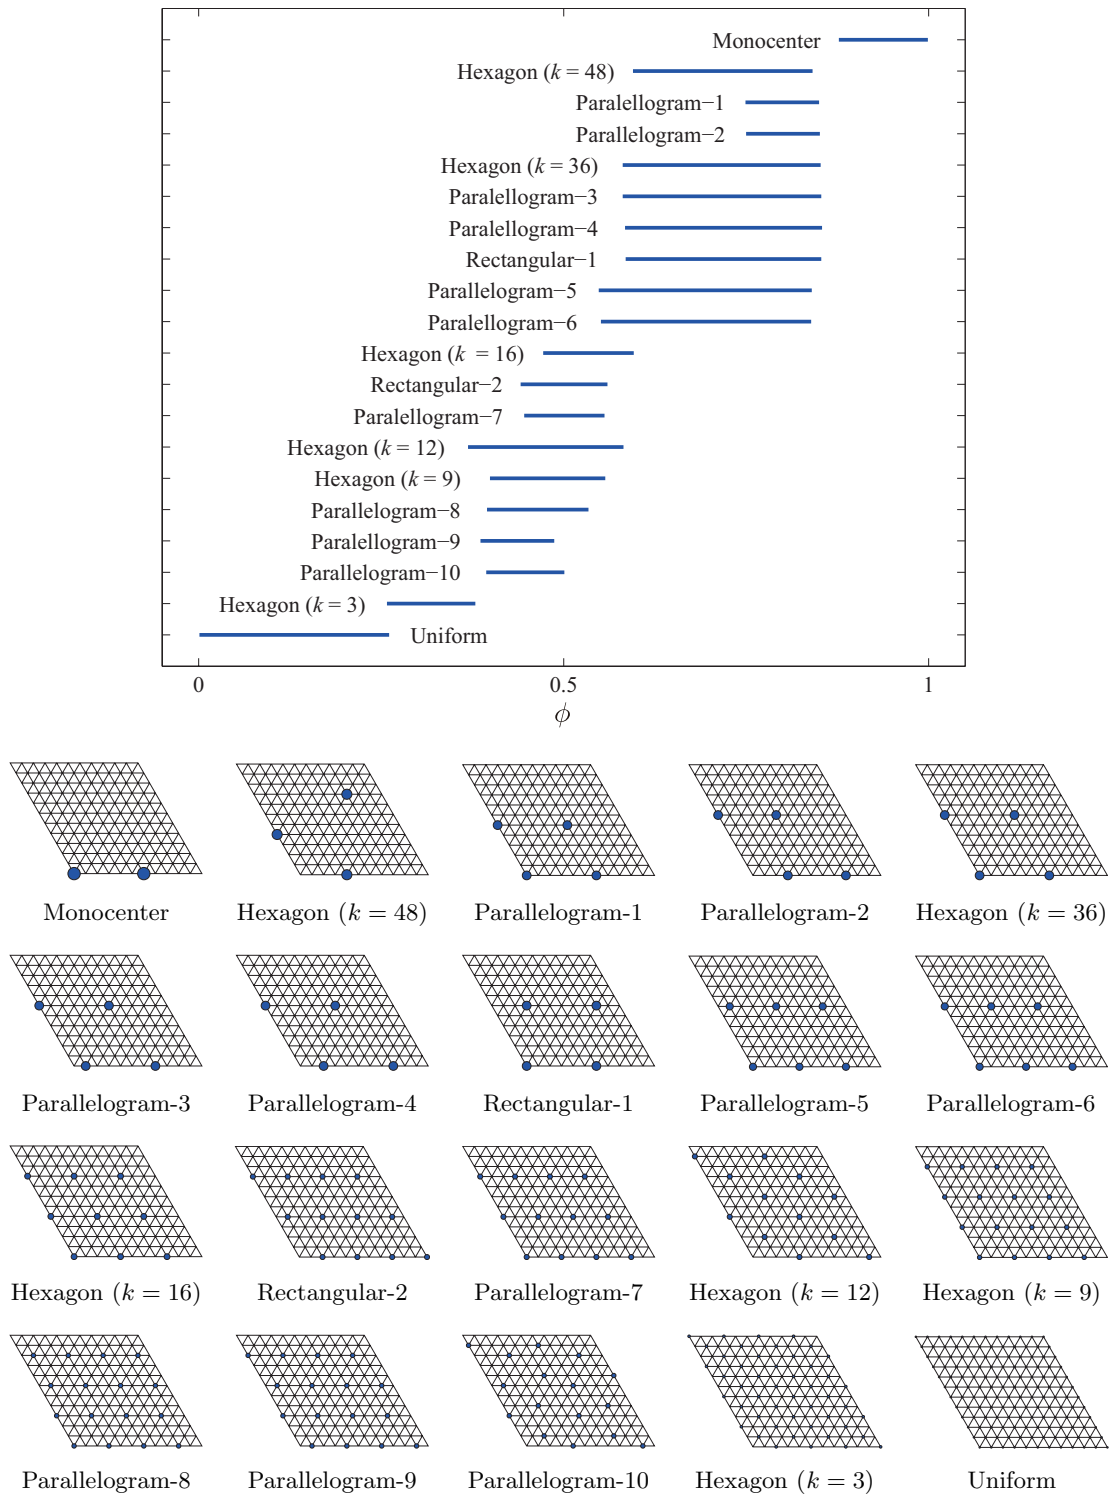 Monocenter
Hexagon (k = 48)
Paralellogram−1
Parallelogram−2
Hexagon (k = 36)
Paralellogram−3
Paralellogram−4
Rectangular−1
Parallelogram−5
Paralellogram−6
Hexagon (k = 16)
Rectangular−2
Paralellogram−7
Hexagon (k = 12)
Hexagon (k = 9)
Parallelogram−8
Paralellogram−9
Parallelogram−10
Hexagon (k = 3)
Uniform
0 0.5 1
ϕ
Monocenter Hexagon (k = 48) Parallelogram-1 Parallelogram-2 Hexagon (k = 36)
Parallelogram-3 Parallelogram-4 Rectangular-1 Parallelogram-5 Parallelogram-6
Hexagon (k = 16) Rectangular-2 Parallelogram-7 Hexagon (k = 12) Hexagon (k = 9)
Parallelogram-8 Parallelogram-9 Parallelogram-10 Hexagon (k = 3) Uniform